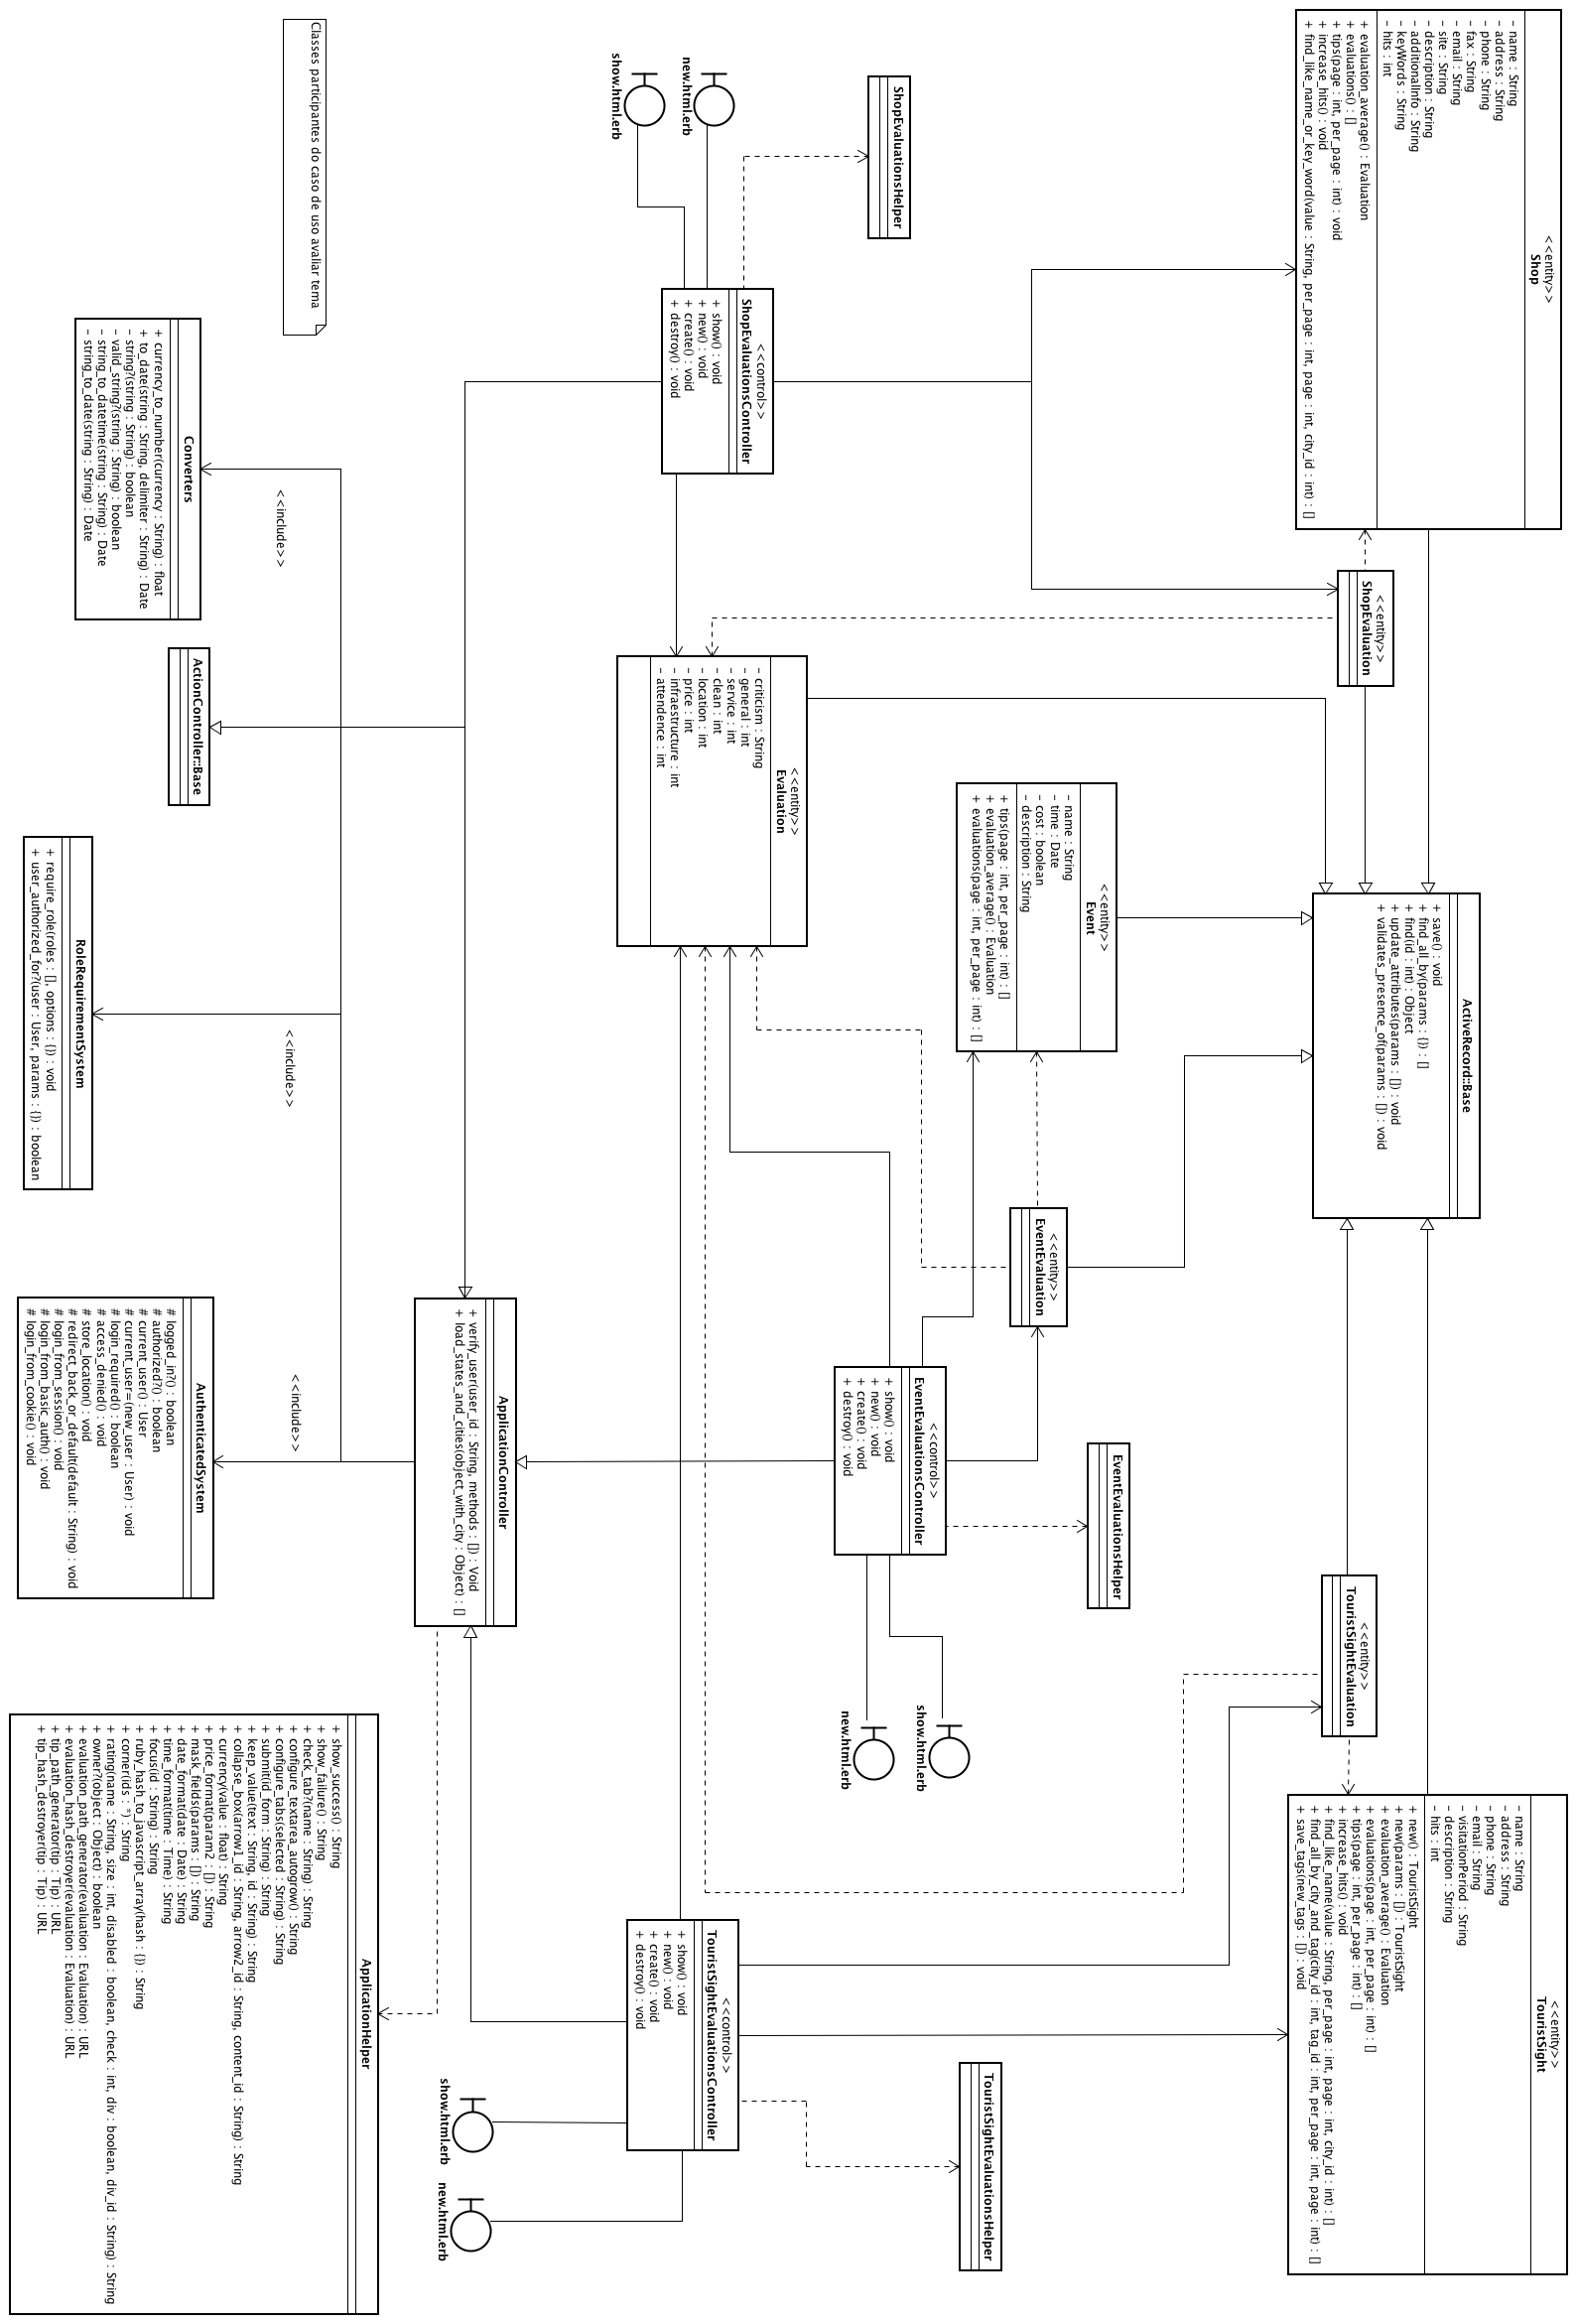 <<entity>>
Shop
- name : String
- address : String
- phone : String
- fax : String
- email : String
- site : String
- description : String
- additionalInfo : String
- keyWords : String
- hits : int
+ evaluation_average() : Evaluation
+ evaluations() : []
+ tips(page : int, per_page : int) : void
+ increase_hits() : void
+ find_like_name_or_key_word(value : String, per_page : int, page : int, city_id : int) : []
<<entity>>
ShopEvaluation
ActiveRecord::Base
+ save() : void
+ find_all_by(params : {}) : []
+ find(id : int) : Object
+ update_attributes(params : []) : void
+ validates_presence_of(params : []) : void
<<entity>>
TouristSightEvaluation
<<entity>>
TouristSight
- name : String
- address : String
- phone : String
- email : String
- visitationPeriod : String
- description : String
- hits : int
+ new() : TouristSight
+ new(params : []) : TouristSight
+ evaluation_average() : Evaluation
+ evaluations(page : int, per_page : int) : []
+ tips(page : int, per_page : int) : []
+ increase_hits() : void
+ find_like_name(value : String, per_page : int, page : int, city_id : int) : []
+ find_all_by_city_and_tag(city_id : int, tag_id : int, per_page : int, page : int) : []
+ save_tags(new_tags : []) : void
<<entity>>
Event
- name : String
- time : Date
- cost : boolean
- description : String
+ tips(page : int, per_page : int) : []
+ evaluation_average() : Evaluation
+ evaluations(page : int, per_page : int) : []
<<entity>>
EventEvaluation
EventEvaluationsHelper
TouristSightEvaluationsHelper
ShopEvaluationsHelper
<<control>>
EventEvaluationsController
+ show() : void
+ new() : void
+ create() : void
+ destroy() : void
show.html.erb
new.html.erb
new.html.erb
show.html.erb
<<control>>
ShopEvaluationsController
+ show() : void
+ new() : void
+ create() : void
+ destroy() : void
<<entity>>
Evaluation
- criticism : String
- general : int
- service : int
- clean : int
- location : int
- price : int
- infraestructure : int
- attendence : int
<<control>>
TouristSightEvaluationsController
+ show() : void
+ new() : void
+ create() : void
+ destroy() : void
show.html.erb
new.html.erb
ApplicationController
+ verify_user(user_id : String, methods : []) : Void
+ load_states_and_cities(object_with_city : Object) : []
Classes participantes do caso de uso avaliar tema
<<include>>
<<include>>
<<include>>
Converters
+ currency_to_number(currency : String) : float
+ to_date(string : String, delimiter : String) : Date
- string?(string : String) : boolean
- valid_string?(string : String) : boolean
- string_to_datetime(string : String) : Date
- string_to_date(string : String) : Date
ActionController::Base
RoleRequirementSystem
+ require_role(roles : [], options : {}) : void
+ user_authorized_for?(user : User, params : {}) : boolean
AuthenticatedSystem
# logged_in?() : boolean
# authorized?() : boolean
# current_user() : User
# current_user=(new_user : User) : void
# login_required() : boolean
# access_denied() : void
# store_location() : void
# redirect_back_or_default(default : String) : void
# login_from_session() : void
# login_from_basic_auth() : void
# login_from_cookie() : void
ApplicationHelper
+ show_success() : String
+ show_failure() : String
+ check_tab?(name : String) : String
+ configure_textarea_autogrow() : String
+ configure_tabs(selected : String) : String
+ submit(id_form : String) : String
+ keep_value(text : String, id : String) : String
+ collapse_box(arrow1_id : String, arrow2_id : String, content_id : String) : String
+ currency(value : float) : String
+ price_format(param2 : []) : String
+ mask_fields(params : []) : String
+ date_format(date : Date) : String
+ time_format(time : Time) : String
+ focus(id : String) : String
+ ruby_hash_to_javascript_array(hash : {}) : String
+ corner(ids : *) : String
+ rating(name : String, size : int, disabled : boolean, check : int, div : boolean, div_id : String) : String
+ owner?(object : Object) : boolean
+ evaluation_path_generator(evaluation : Evaluation) : URL
+ evaluation_hash_destroyer(evaluation : Evaluation) : URL
+ tip_path_generator(tip : Tip) : URL
+ tip_hash_destroyer(tip : Tip) : URL